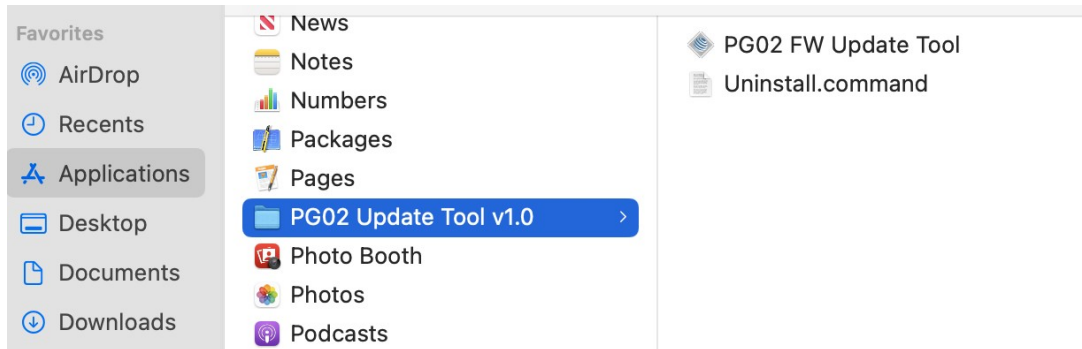 Favorites
AirDrop
Recents
Applications
Desktop
Documents
Downloads
News
Notes
Numbers
Packages
Pages
PG02 Update Tool v1.0
Photo Booth
Photos
Podcasts
PG02 FW Update Tool
Uninstall.command